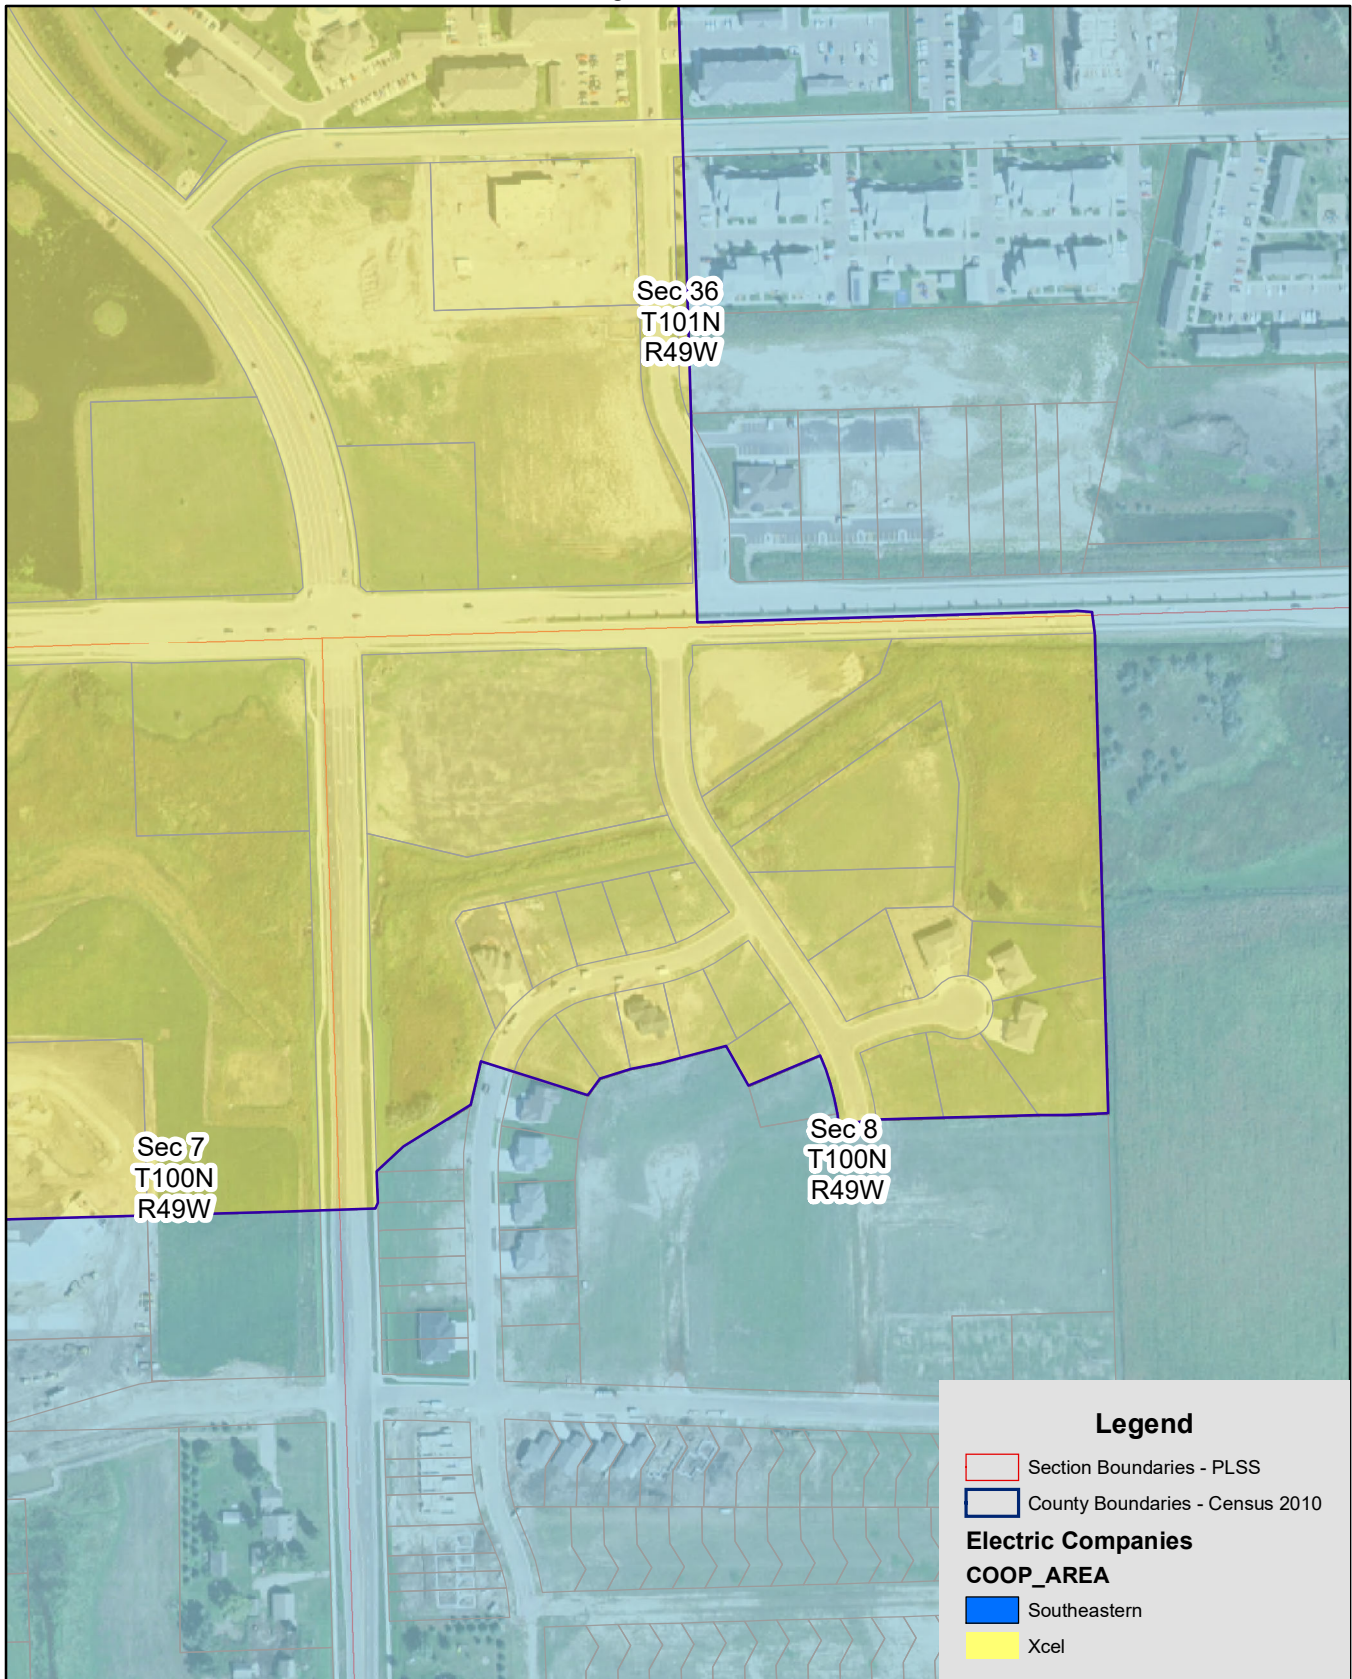 Sec 36
T101N
R49W
Sec 7
T100N
R49W
Sec 8
T100N
R49W
Legend
Section Boundaries - PLSS
County Boundaries - Census 2010
Electric Companies
COOP_AREA
Southeastern
Xcel